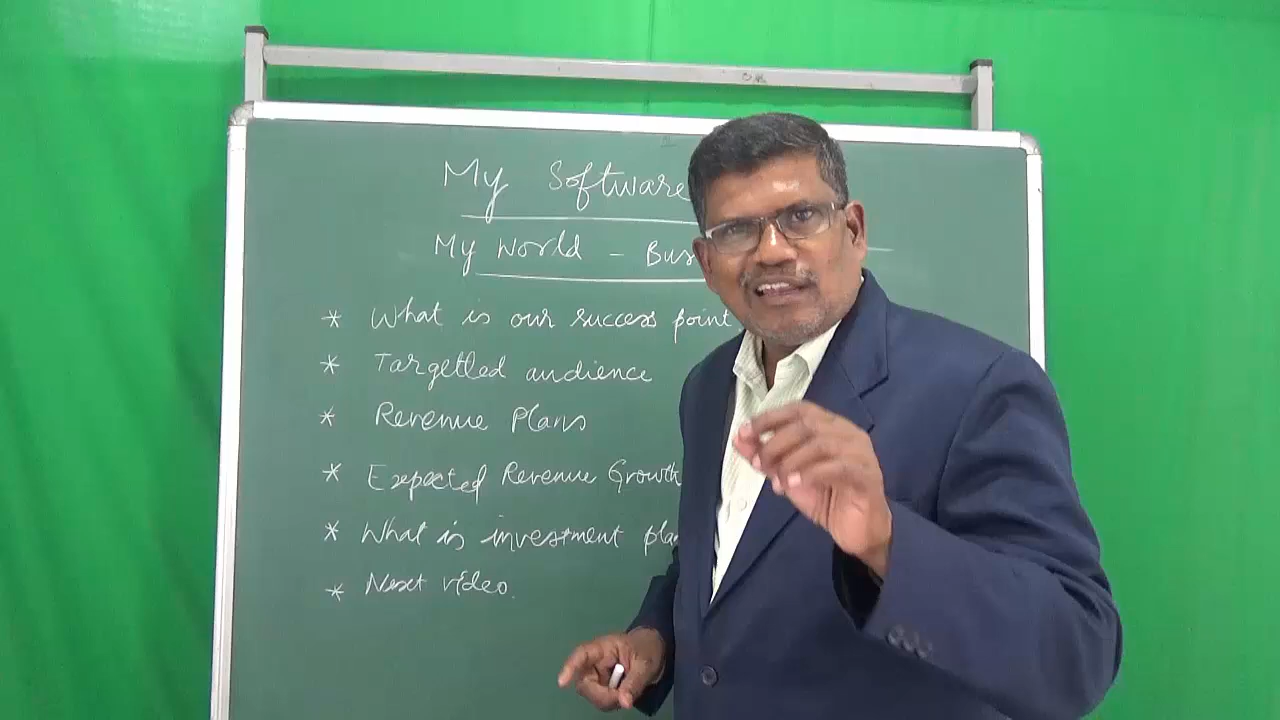 My Software
My World - Bus
* What is our success point
* Targetled audience
* Revenue Plans
* Expected Revenue Growth
* What is investment pla
* Next video.